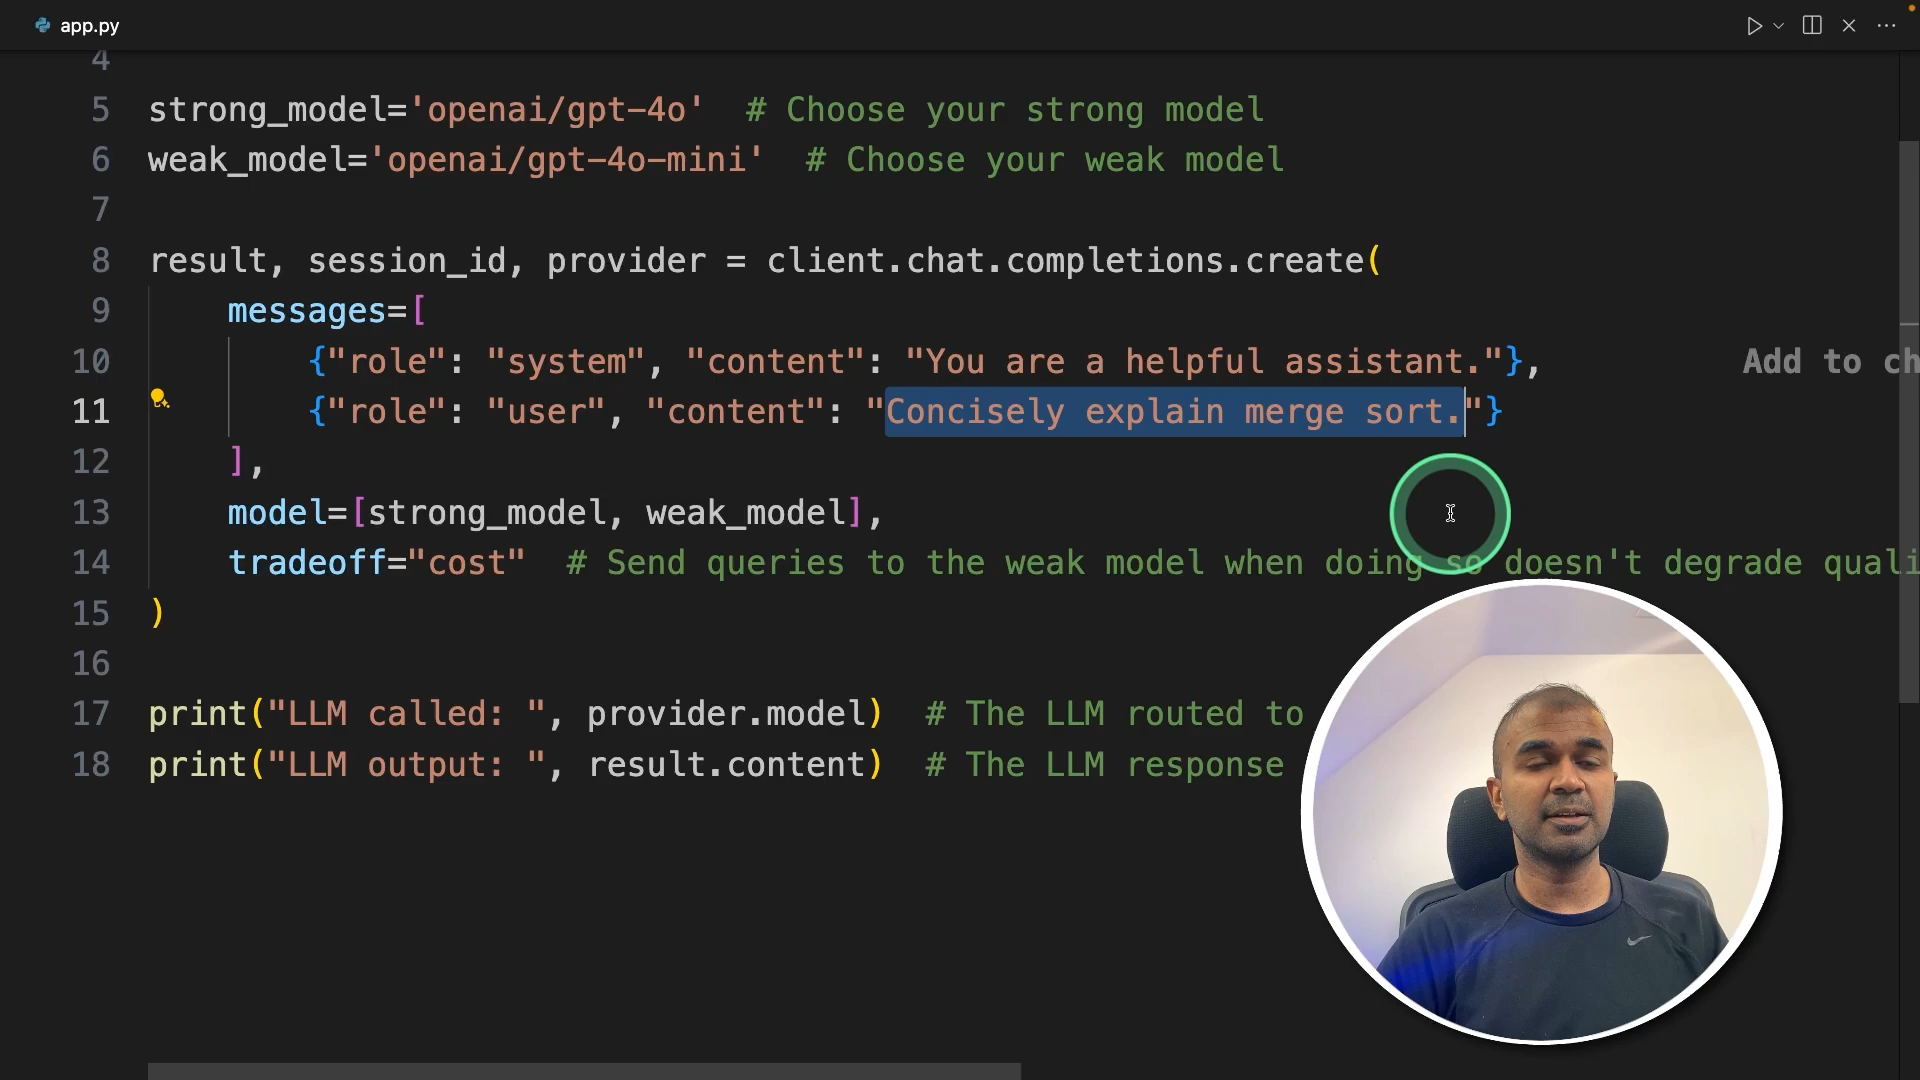 app.py
4
5 strong_model='openai/gpt-4o'  # Choose your strong model
6 weak_model='openai/gpt-4o-mini'  # Choose your weak model
7
8 result, session_id, provider = client.chat.completions.create(
9     messages=[
10         {"role": "system", "content": "You are a helpful assistant."}, Add to ch
11         {"role": "user", "content": "Concisely explain merge sort."}
12     ],
13     model=[strong_model, weak_model],
14     tradeoff="cost"  # Send queries to the weak model when doing so doesn't degrade quali
15 )
16
17 print("LLM called: ", provider.model)  # The LLM routed to
18 print("LLM output: ", result.content)  # The LLM response